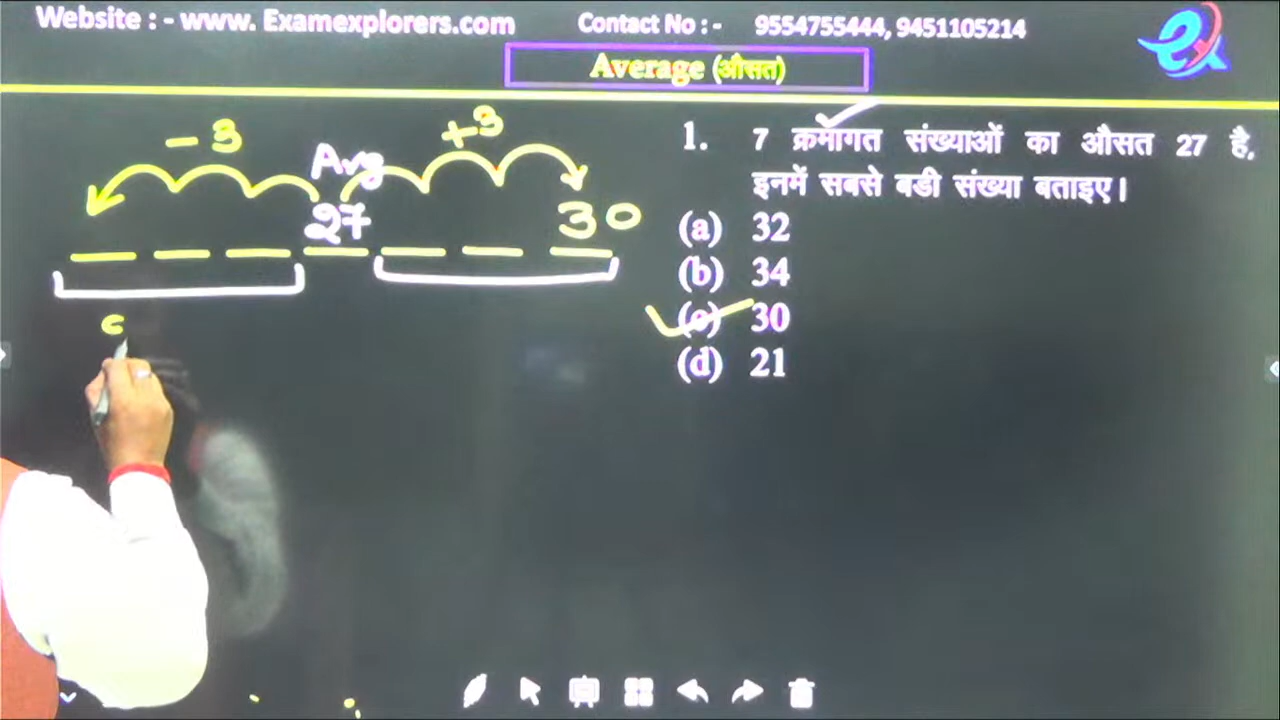 Website : - www. Examexplorers.com Contact No : - 9554755444, 9451105214
ex
Average (औसत)
- 3 +3
Avg
27 30
1. 7 क्रमागत संख्याओं का औसत 27 है,
इनमें सबसे बडी संख्या बताइए।
(a) 32
(b) 34
(c) 30
(d) 21